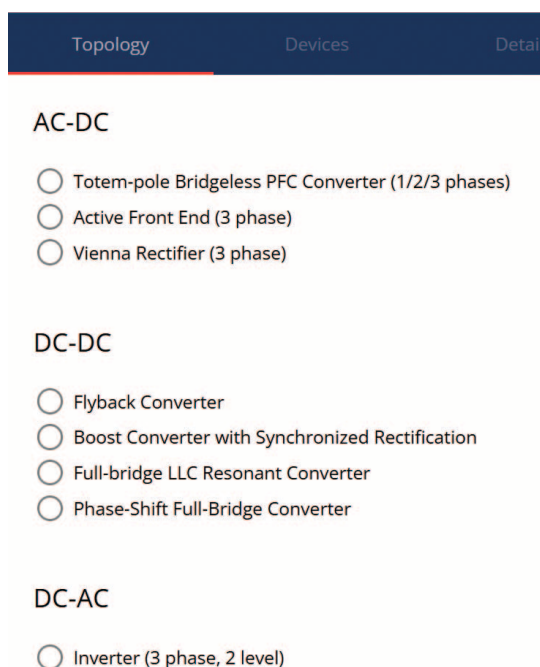 Topology Devices Detai
AC-DC
Totem-pole Bridgeless PFC Converter (1/2/3 phases)
Active Front End (3 phase)
Vienna Rectifier (3 phase)
DC-DC
Flyback Converter
Boost Converter with Synchronized Rectification
Full-bridge LLC Resonant Converter
Phase-Shift Full-Bridge Converter
DC-AC
Inverter (3 phase, 2 level)